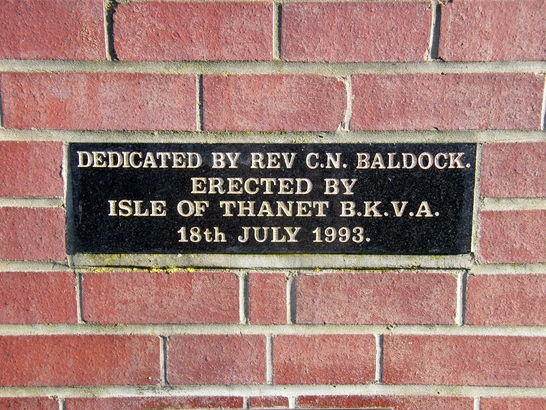 DEDICATED BY REV C.N. BALDOCK.
ERECTED BY
ISLE OF THANET B.K.V.A.
18th JULY 1993.